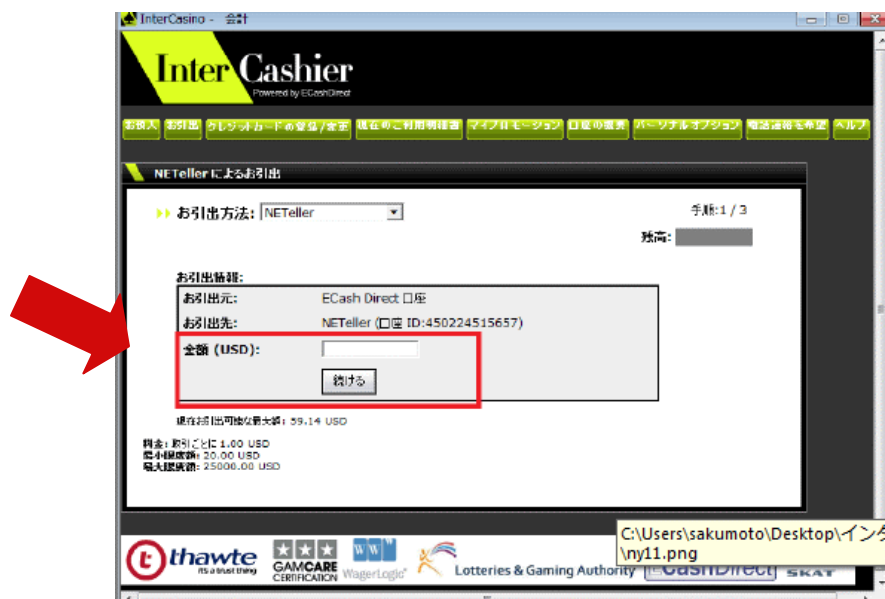 InterCasino - 会計
Inter Cashier
Powered by ECashDirect
お預入 お引出 クレジットカードの登録/変更 現在のご利用明細書 マイプロモーション 口座の履歴 パーソナルオプション 電話連絡を希望 ヘルプ
NETellerによるお引出
お引出方法: NETeller
手順:1 / 3
残高:
お引出情報:
お引出元: ECash Direct 口座
お引出先: NETeller (口座 ID:450224515657)
金額 (USD):
続ける
現在お引出可能な最大額: 59.14 USD
料金: 取引ごとに 1.00 USD
最小限度額: 20.00 USD
最大限度額: 25000.00 USD
C:\Users\sakumoto\Desktop\インタ
\ny11.png
thawte
its a trust thing
GAMCARE
CERTIFICATION
WagerLogic
Lotteries & Gaming Authority
ECashDirect
SKAT